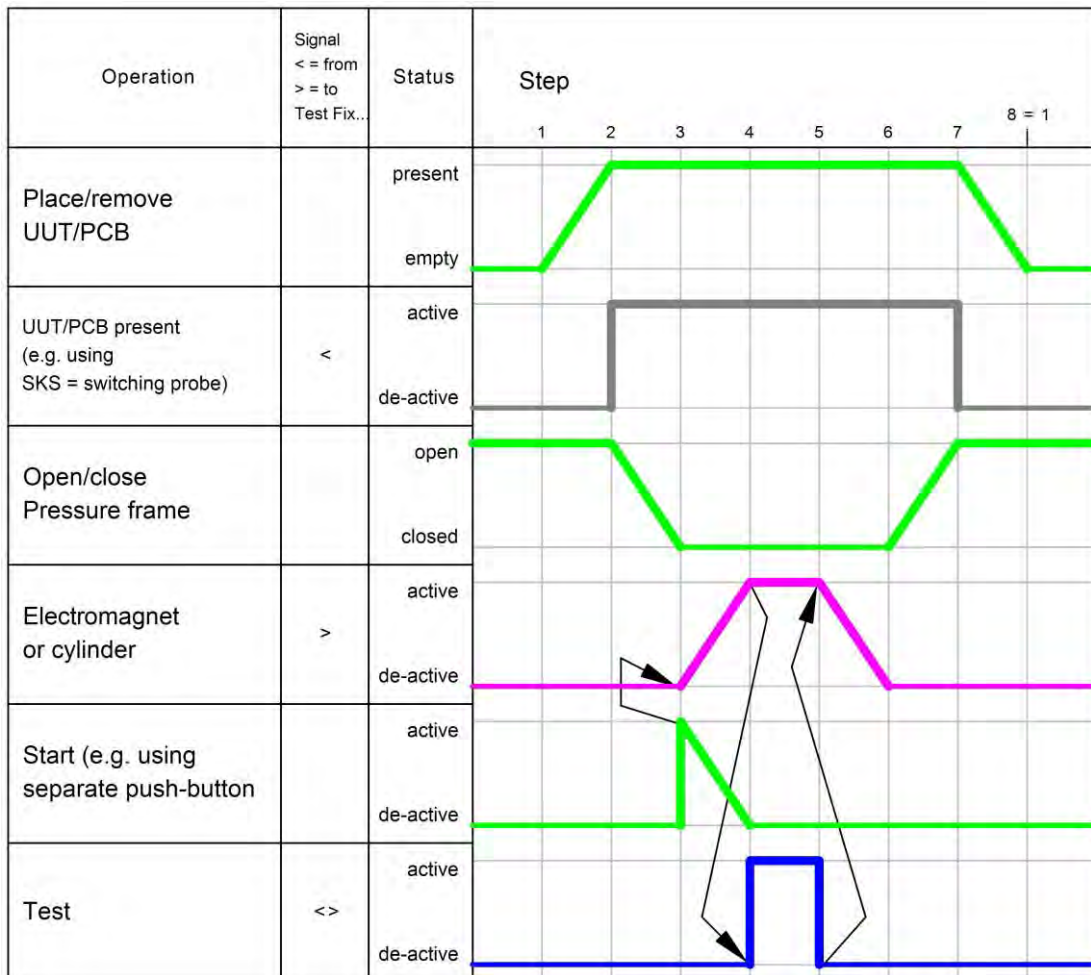 Operation
Signal
< = from
> = to
Test Fix...
Status
Step
1 2 3 4 5 6 7 8 = 1
Place/remove
UUT/PCB
present
empty
UUT/PCB present
(e.g. using
SKS = switching probe)
<
active
de-active
Open/close
Pressure frame
open
closed
Electromagnet
or cylinder
>
active
de-active
Start (e.g. using
separate push-button
active
de-active
Test
<>
active
de-active